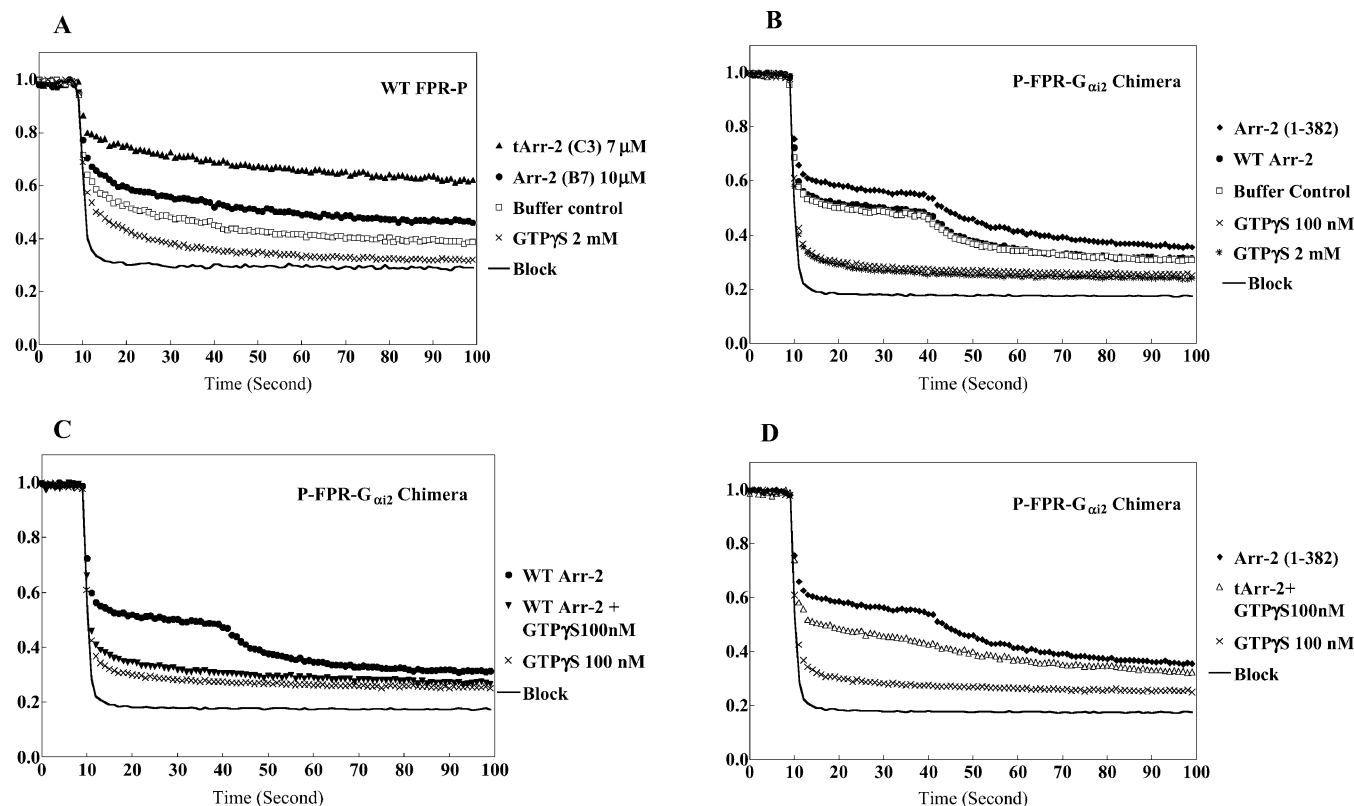 A
WT FPR-P
1.0
0.8
0.6
0.4
0.2
0.0
0 10 20 30 40 50 60 70 80 90 100
Time (Second)
tArr-2 (C3) 7 μM
Arr-2 (B7) 10μM
Buffer control
GTPγS 2 mM
Block
B
P-FPR-Gαi2 Chimera
1.0
0.8
0.6
0.4
0.2
0.0
0 10 20 30 40 50 60 70 80 90 100
Time (Second)
Arr-2 (1-382)
WT Arr-2
Buffer Control
GTPγS 100 nM
GTPγS 2 mM
Block
C
P-FPR-Gαi2 Chimera
1.0
0.8
0.6
0.4
0.2
0.0
0 10 20 30 40 50 60 70 80 90 100
Time (Second)
WT Arr-2
WT Arr-2 +
GTPγS100nM
GTPγS 100 nM
Block
D
P-FPR-Gαi2 Chimera
1.0
0.8
0.6
0.4
0.2
0.0
0 10 20 30 40 50 60 70 80 90 100
Time (Second)
Arr-2 (1-382)
tArr-2+
GTPγS100nM
GTPγS 100 nM
Block